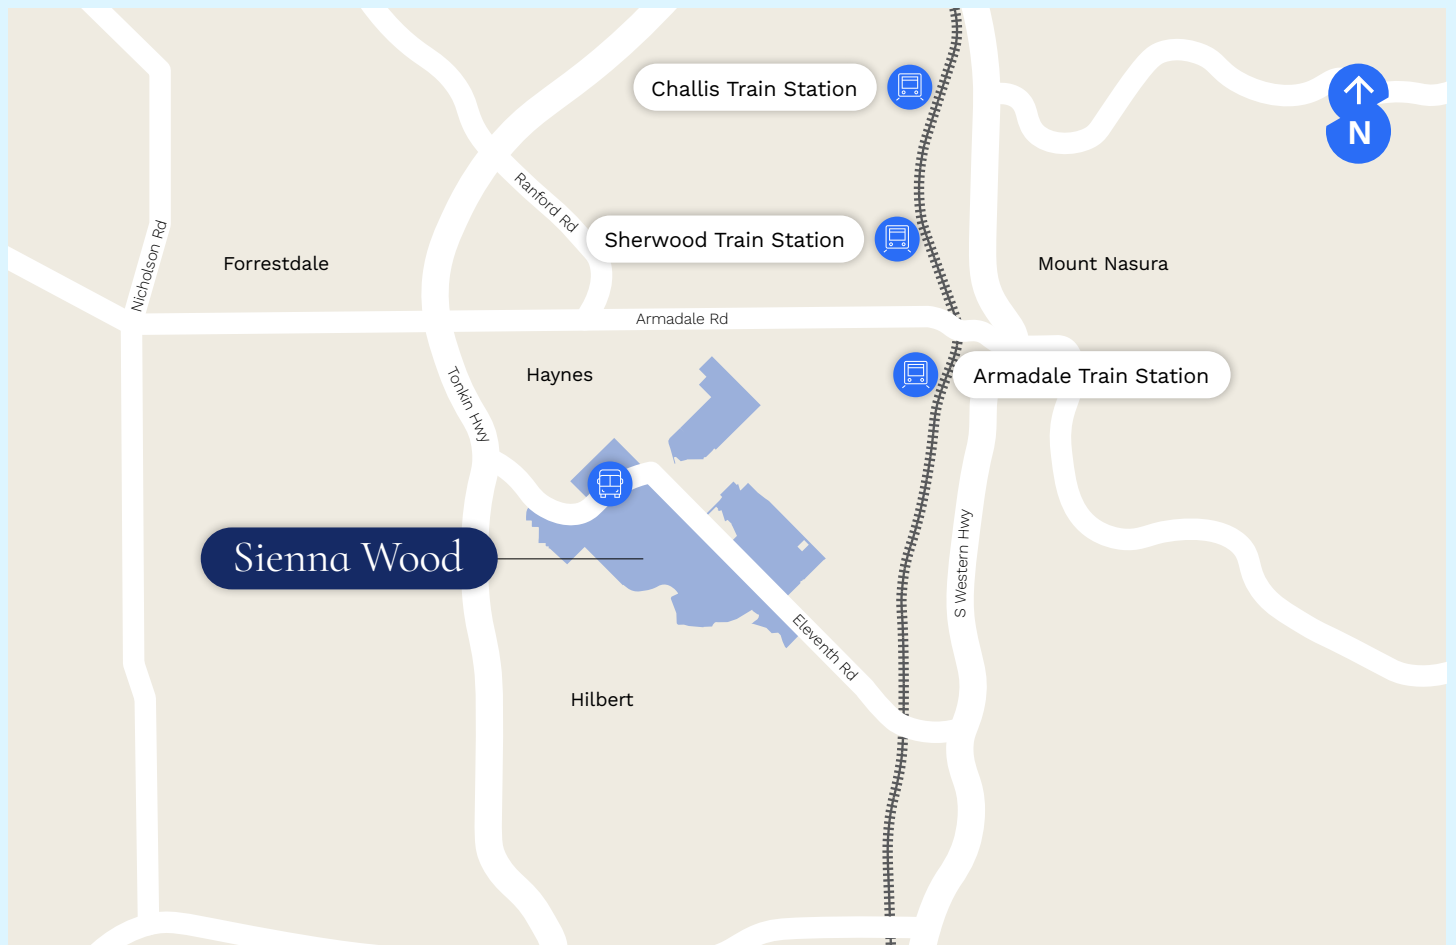 Challis Train Station
N
Ranford Rd
Nicholson Rd
Sherwood Train Station
Forrestdale
Mount Nasura
Armadale Rd
Haynes
Armadale Train Station
Tonkin Hwy
Sienna Wood
S Western Hwy
Eleventh Rd
Hilbert